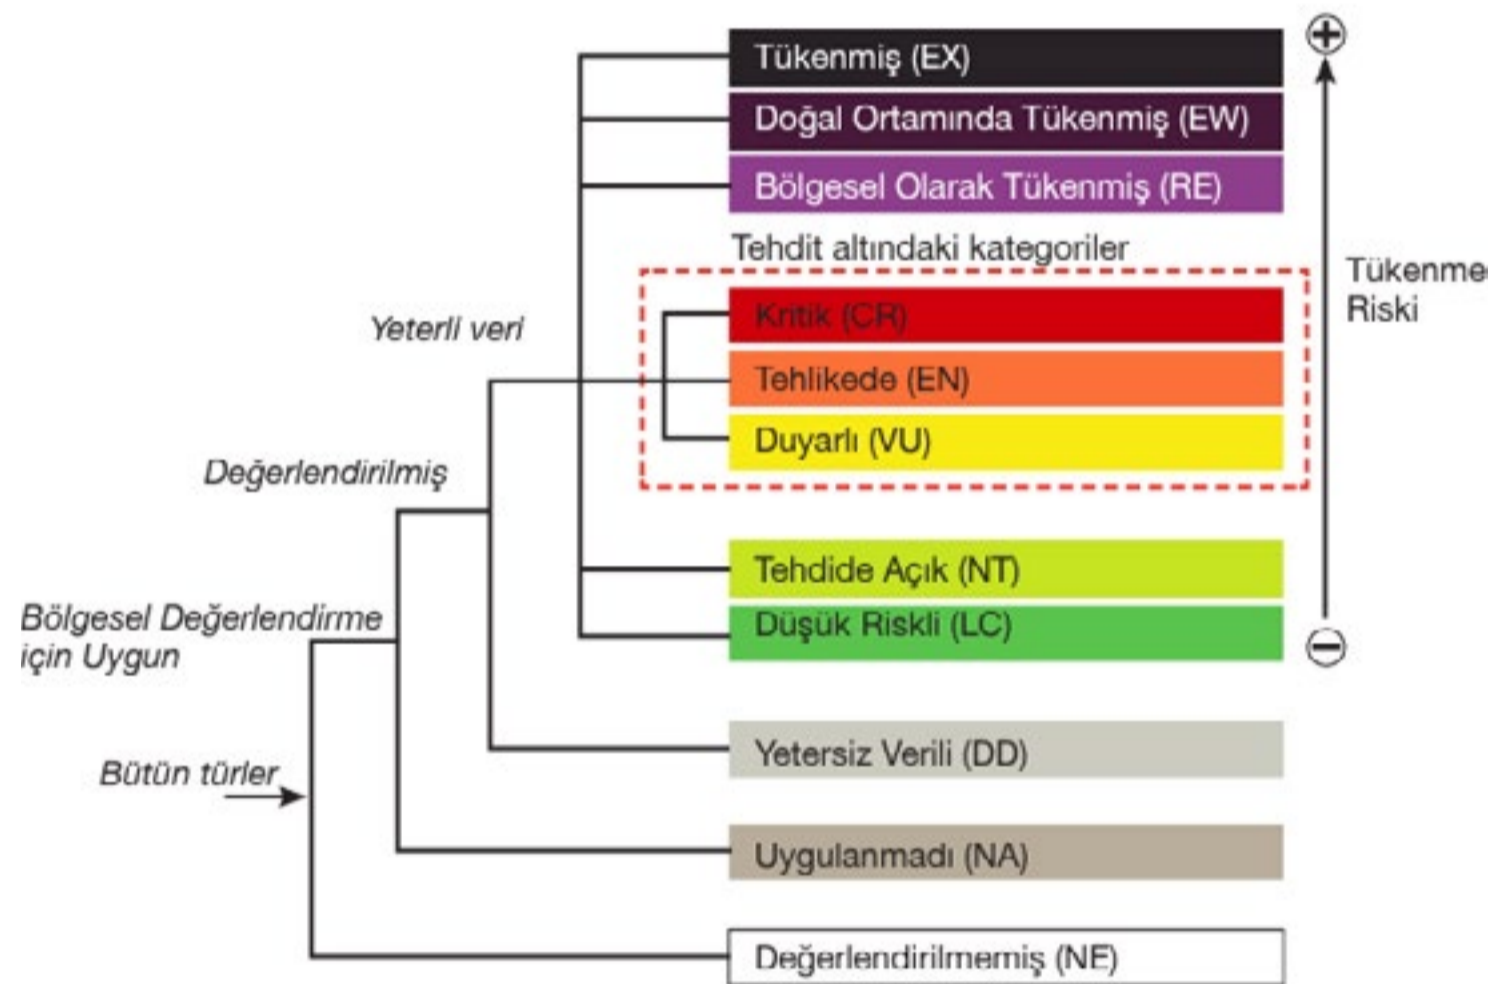 Tükenmiş (EX)
Doğal Ortamında Tükenmiş (EW)
Bölgesel Olarak Tükenmiş (RE)
Tehdit altındaki kategoriler
Kritik (CR)
Tehlikede (EN)
Duyarlı (VU)
Tehdide Açık (NT)
Düşük Riskli (LC)
Yetersiz Verili (DD)
Uygulanmadı (NA)
Değerlendirilmemiş (NE)
Yeterli veri
Değerlendirilmiş
Bölgesel Değerlendirme
için Uygun
Bütün türler
Tükenme
Riski